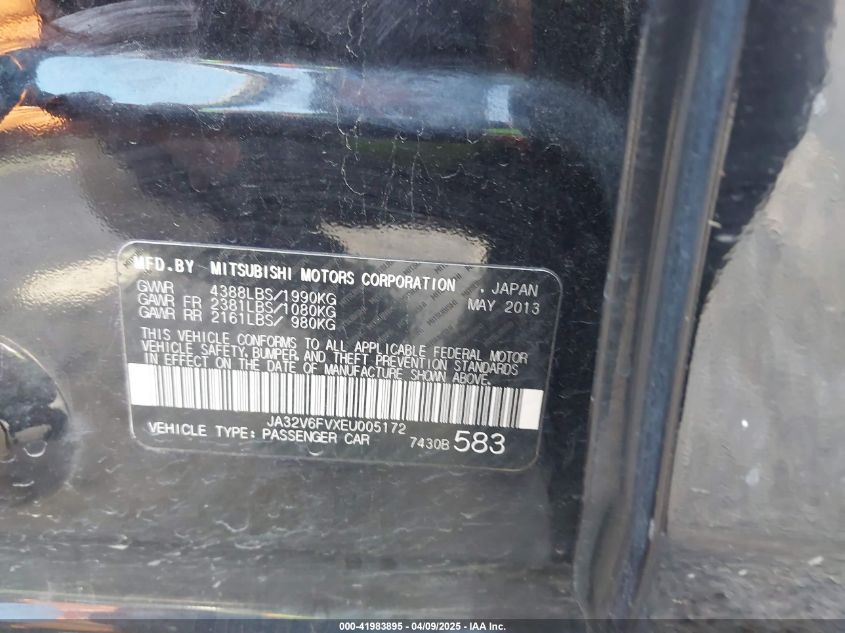 MFD.BY MITSUBISHI MOTORS CORPORATION , JAPAN
GVWR 4388LBS/1990KG MAY 2013
GAWR FR 2381LBS/1080KG
GAWR RR 2161LBS/ 980KG
THIS VEHICLE CONFORMS TO ALL APPLICABLE FEDERAL MOTOR
VEHICLE SAFETY, BUMPER, AND THEFT PREVENTION STANDARDS
IN EFFECT ON THE DATE OF MANUFACTURE SHOWN ABOVE.
JA32V6FVXEU005172
VEHICLE TYPE: PASSENGER CAR 7430B 583
000-41983895 - 04/09/2025 - IAA Inc.